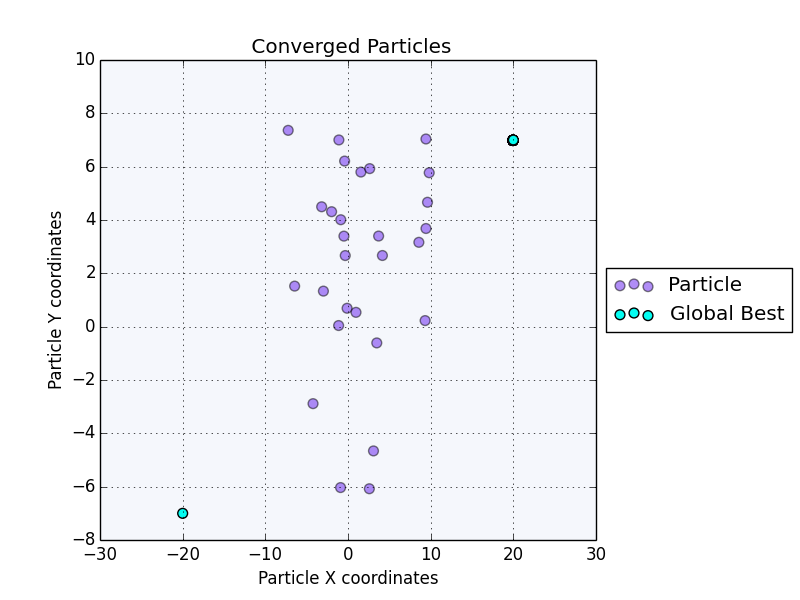 Converged Particles
10
8
6
4
2
0
−2
−4
−6
−8
−30 −20 −10 0 10 20 30
Particle X coordinates
Particle Y coordinates
Particle
Global Best